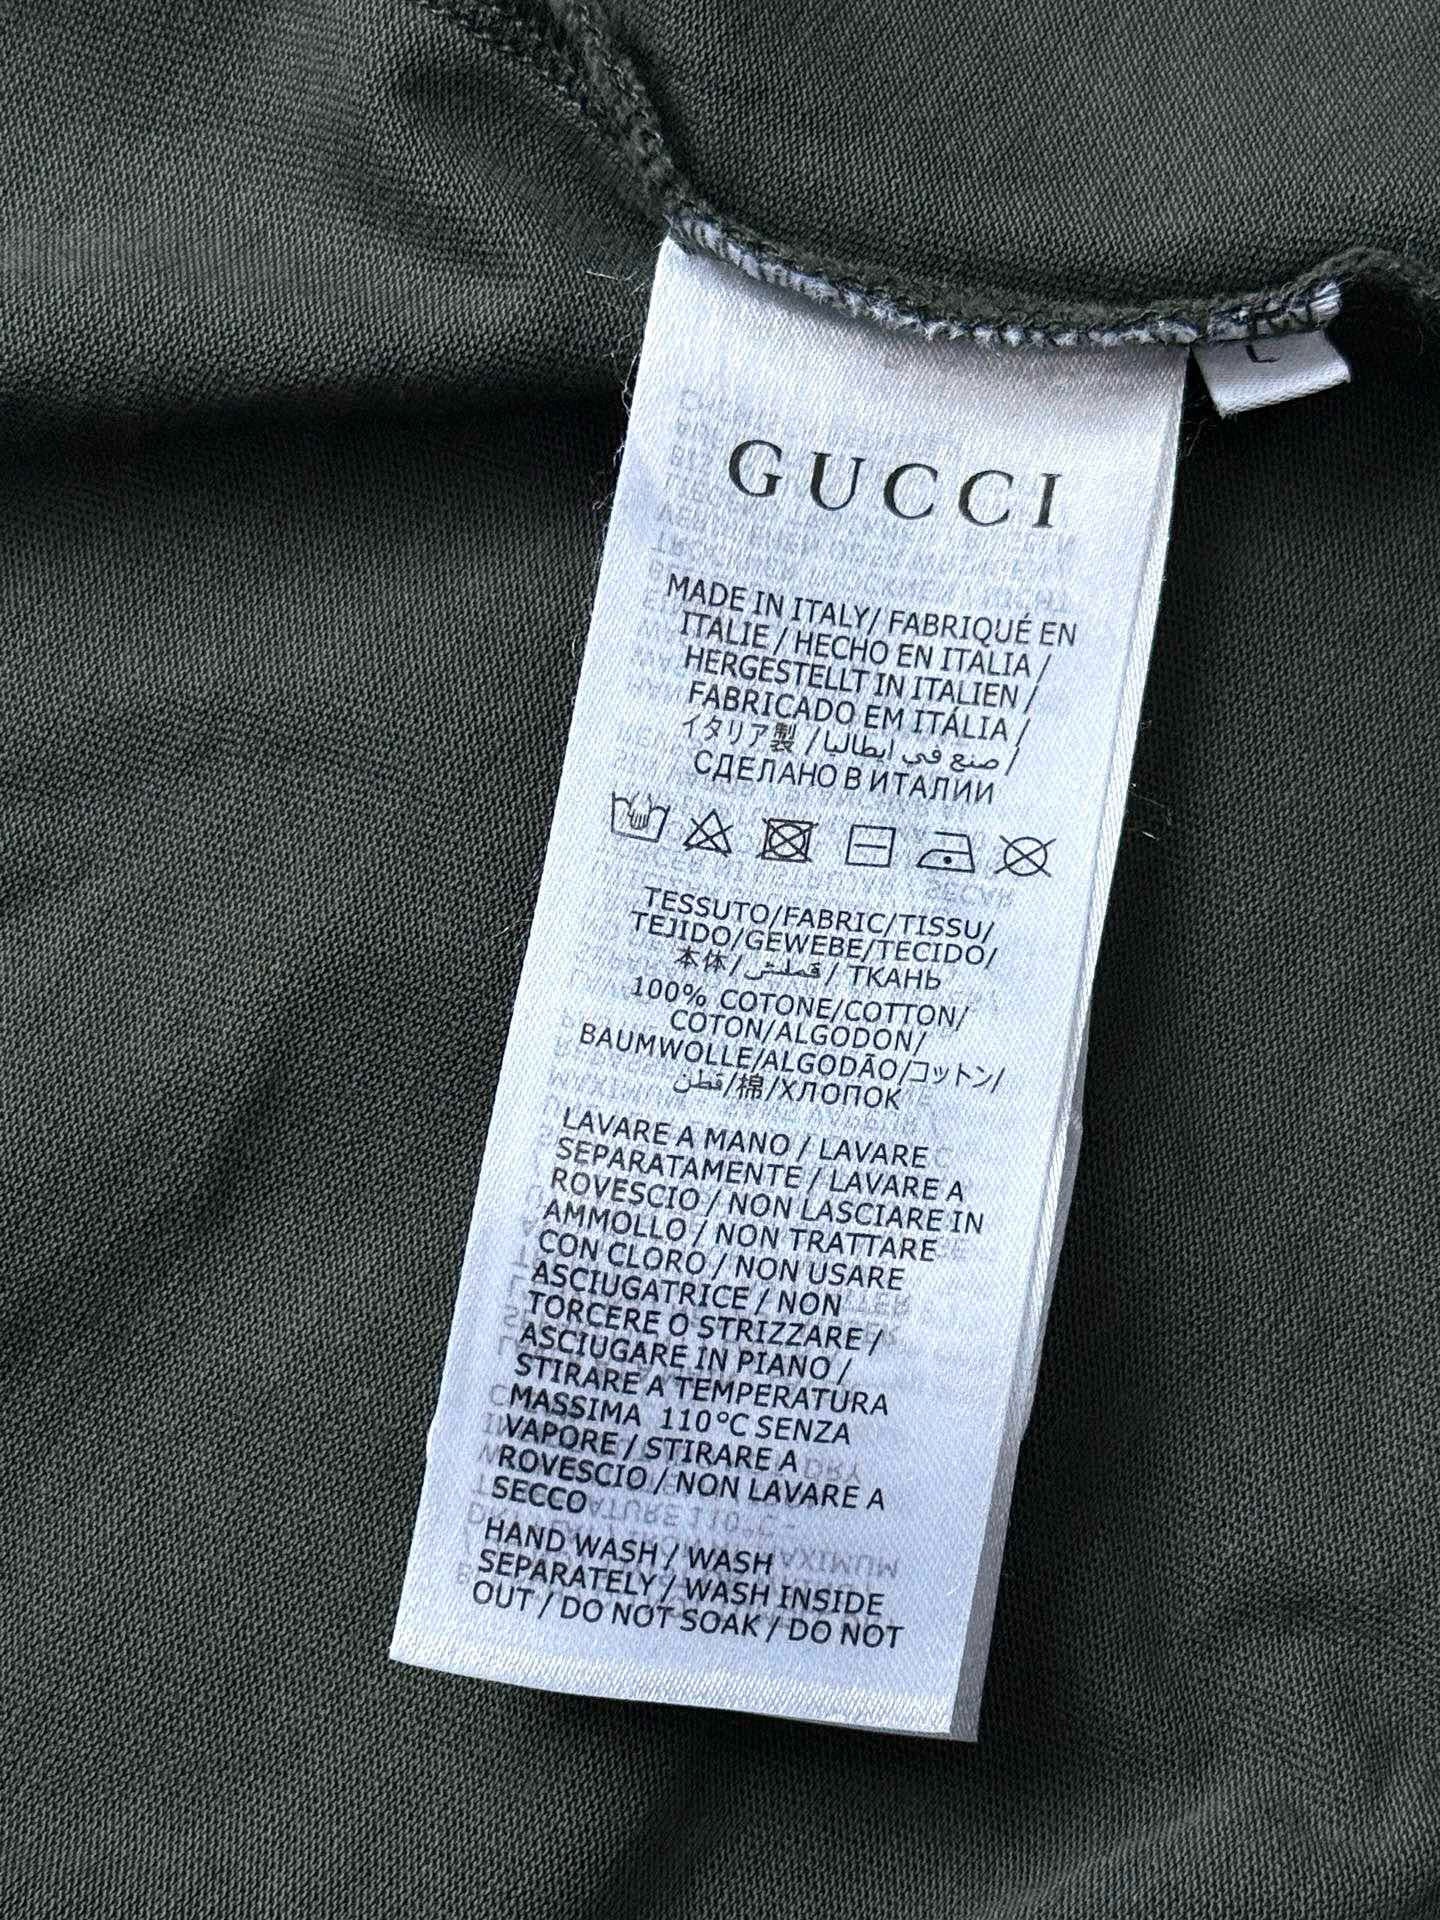 L
GUCCI
MADE IN ITALY/ FABRIQUÉ EN
ITALIE / HECHO EN ITALIA /
HERGESTELLT IN ITALIEN /
FABRICADO EM ITÁLIA /
イタリア製 / صنع في ايطاليا /
СДЕЛАНО В ИТАЛИИ
TESSUTO/FABRIC/TISSU/
TEJIDO/GEWEBE/TECIDO/
本体/قملش/ ТКАНЬ
100% COTONE/COTTON/
COTON/ALGODON/
BAUMWOLLE/ALGODÃO/コットン/
قطن/棉/ХЛОПОК
LAVARE A MANO / LAVARE
SEPARATAMENTE / LAVARE A
ROVESCIO / NON LASCIARE IN
AMMOLLO / NON TRATTARE
CON CLORO / NON USARE
ASCIUGATRICE / NON
TORCERE O STRIZZARE /
ASCIUGARE IN PIANO /
STIRARE A TEMPERATURA
MASSIMA 110°C SENZA
VAPORE / STIRARE A
ROVESCIO / NON LAVARE A
SECCO
HAND WASH / WASH
SEPARATELY / WASH INSIDE
OUT / DO NOT SOAK / DO NOT